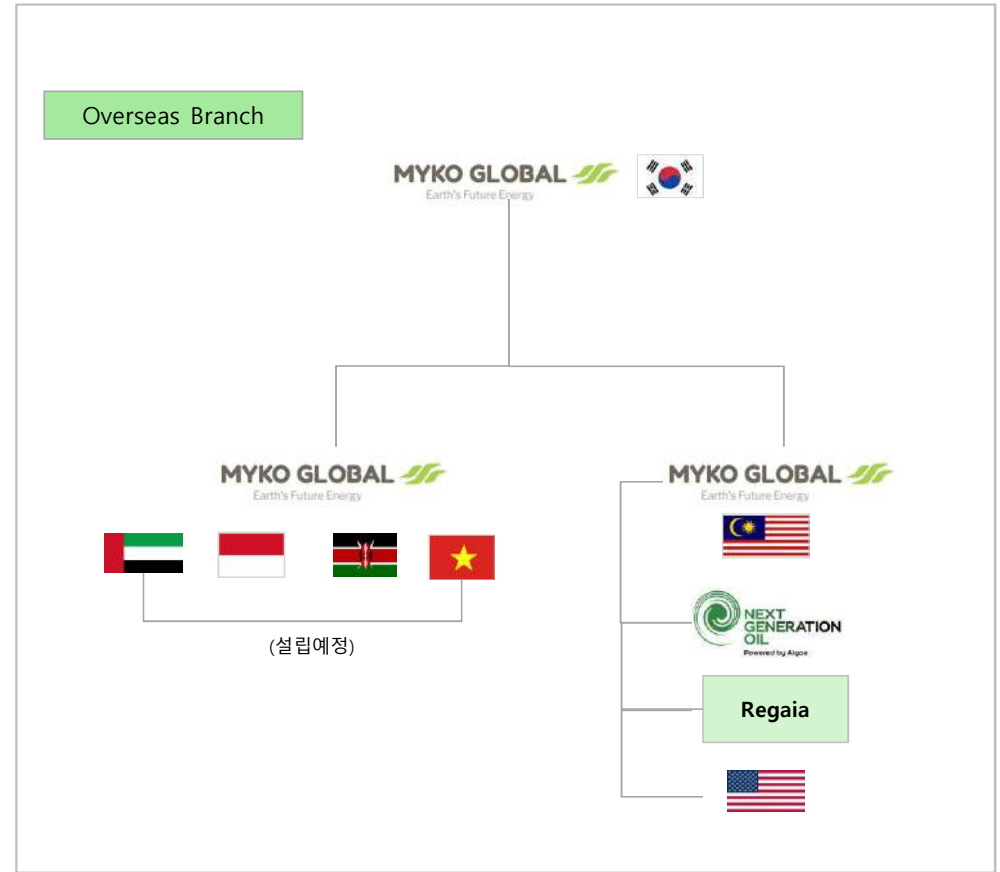 Overseas Branch
MYKO GLOBAL
Earth's Future Energy
MYKO GLOBAL
Earth's Future Energy
(설립예정)
MYKO GLOBAL
Earth's Future Energy
NEXT
GENERATION
OIL
Powered by Algae
Regaia